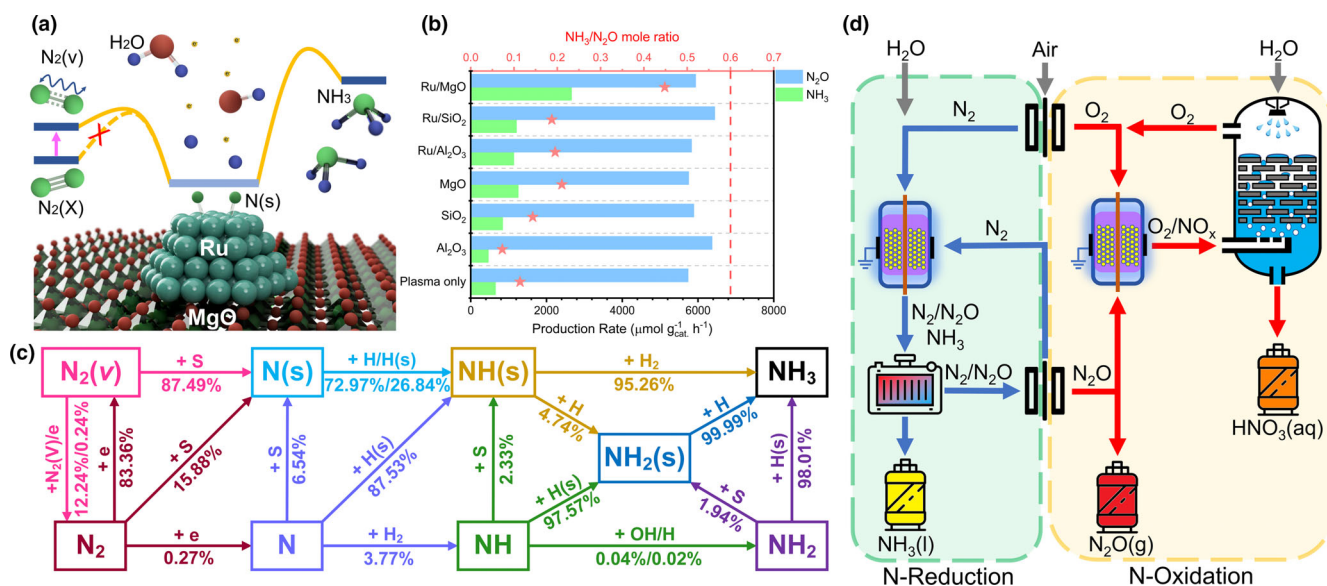 (a)
H₂O
e
e
e
e
e
e
N₂(v)
NH₃
X
N₂(X)
N(s)
Ru
MgO
(b)
NH₃/N₂O mole ratio
0.0 0.1 0.2 0.3 0.4 0.5 0.6 0.7
Ru/MgO
Ru/SiO₂
Ru/Al₂O₃
MgO
SiO₂
Al₂O₃
Plasma only
N₂O
NH₃
0 2000 4000 6000 8000
Production Rate (μmol g⁻¹cat. h⁻¹)
(c)
N₂(v)
+ S
87.49%
N(s)
+ H/H(s)
72.97%/26.84%
NH(s)
+ H₂
95.26%
NH₃
+N₂(V)/e
12.24%/0.24%
+ e
83.36%
+ S
15.88%
+ S
6.54%
+ H(s)
87.53%
+ S
2.33%
+ H
4.74%
+ H
99.99%
NH₂(s)
+ H(s)
97.57%
+ S
1.94%
+ H(s)
98.01%
N₂
+ e
0.27%
N
+ H₂
3.77%
NH
+ OH/H
0.04%/0.02%
NH₂
(d)
H₂O
Air
H₂O
N₂
O₂
O₂
N₂
O₂/NOₓ
N₂/N₂O
NH₃
N₂/N₂O
N₂O
HNO₃(aq)
NH₃(l)
N₂O(g)
N-Reduction
N-Oxidation